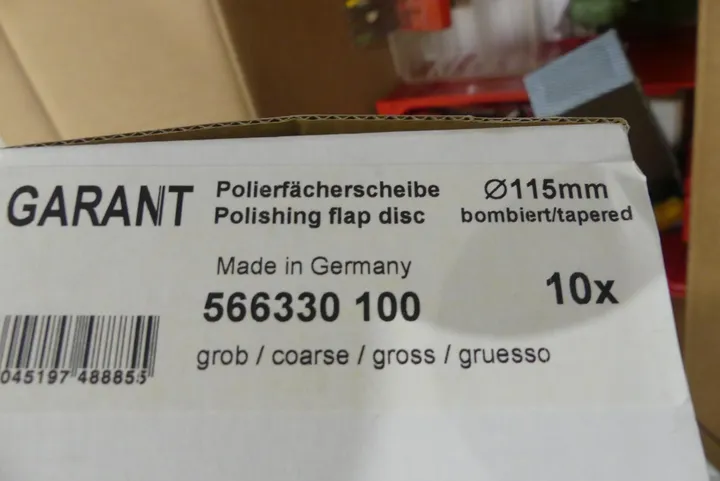 GARANT
Polierfächerscheibe
Polishing flap disc
Ø115mm
bombiert/tapered
Made in Germany
566330 100
10x
grob / coarse / gross / gruesso
045197 488855